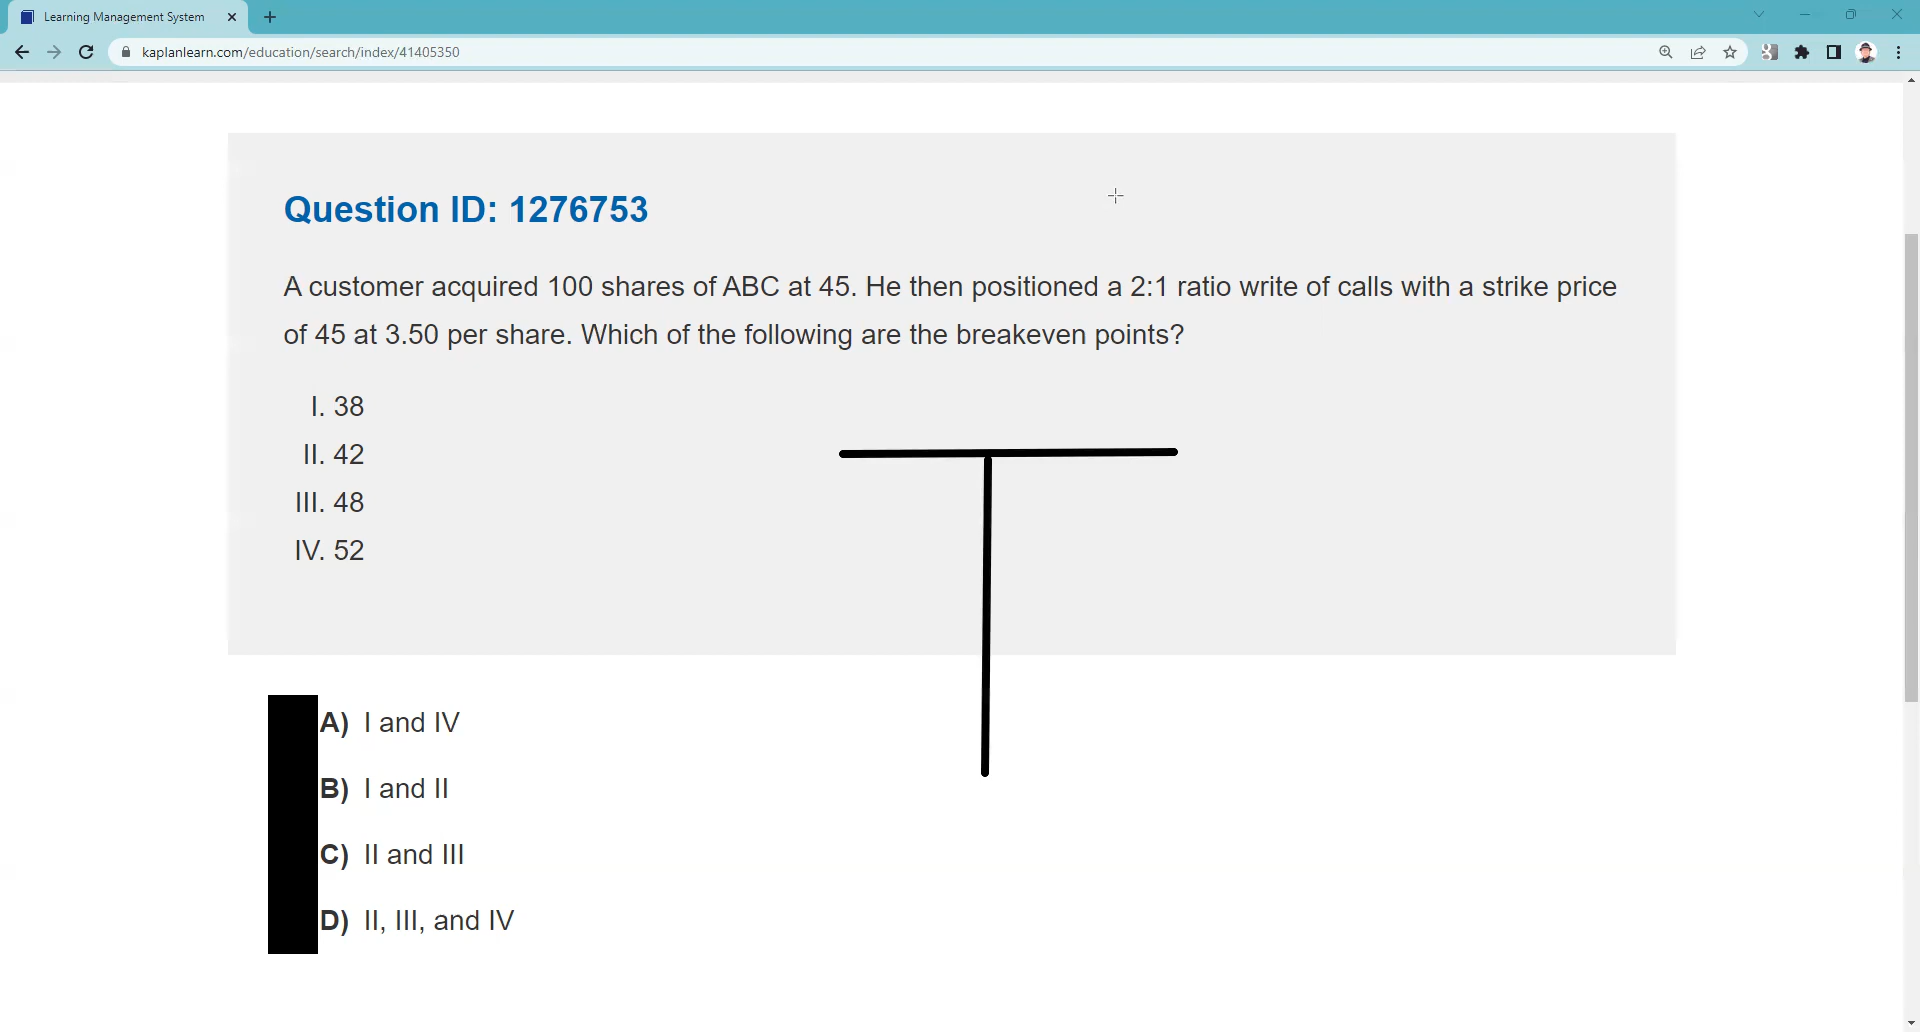 Learning Management System
kaplanlearn.com/education/search/index/41405350
Question ID: 1276753
A customer acquired 100 shares of ABC at 45. He then positioned a 2:1 ratio write of calls with a strike price
of 45 at 3.50 per share. Which of the following are the breakeven points?
I. 38
II. 42
III. 48
IV. 52
A) I and IV
B) I and II
C) II and III
D) II, III, and IV